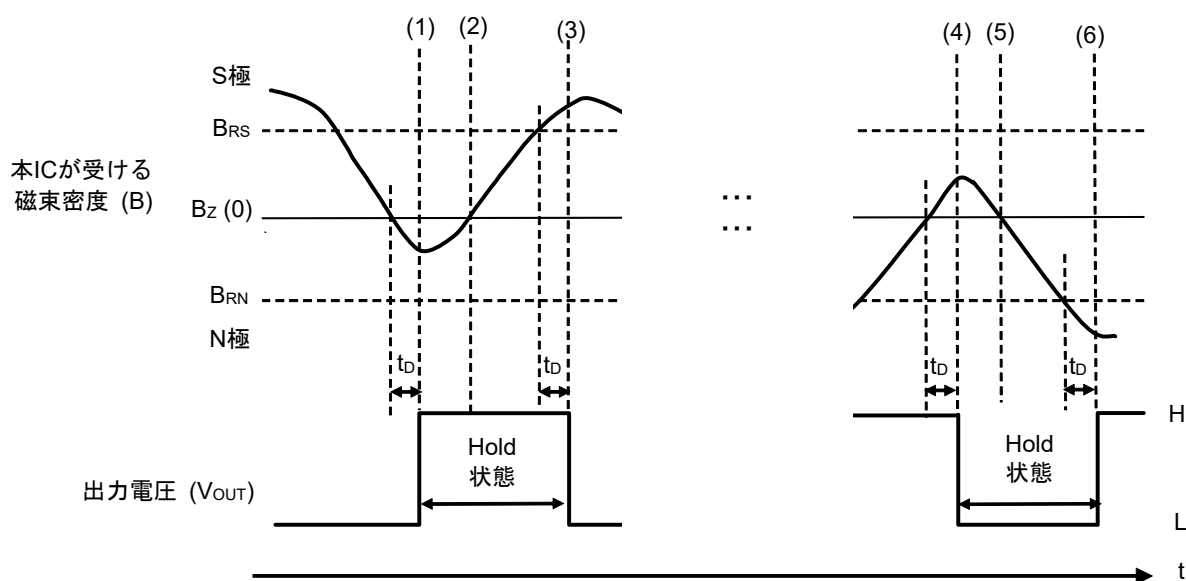 (1) (2) (3) (4) (5) (6)
S極
BRS
本ICが受ける
磁束密度 (B)
BZ (0)
…
…
BRN
N極
tD tD tD tD
H
Hold
状態
Hold
状態
出力電圧 (VOUT)
L
t